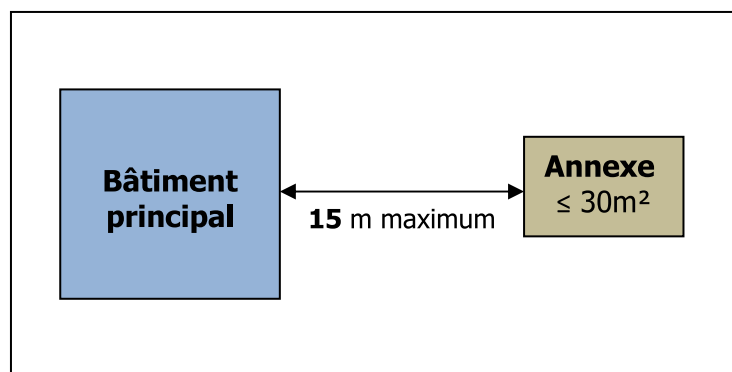 Bâtiment
principal
15 m maximum
Annexe
≤ 30m²